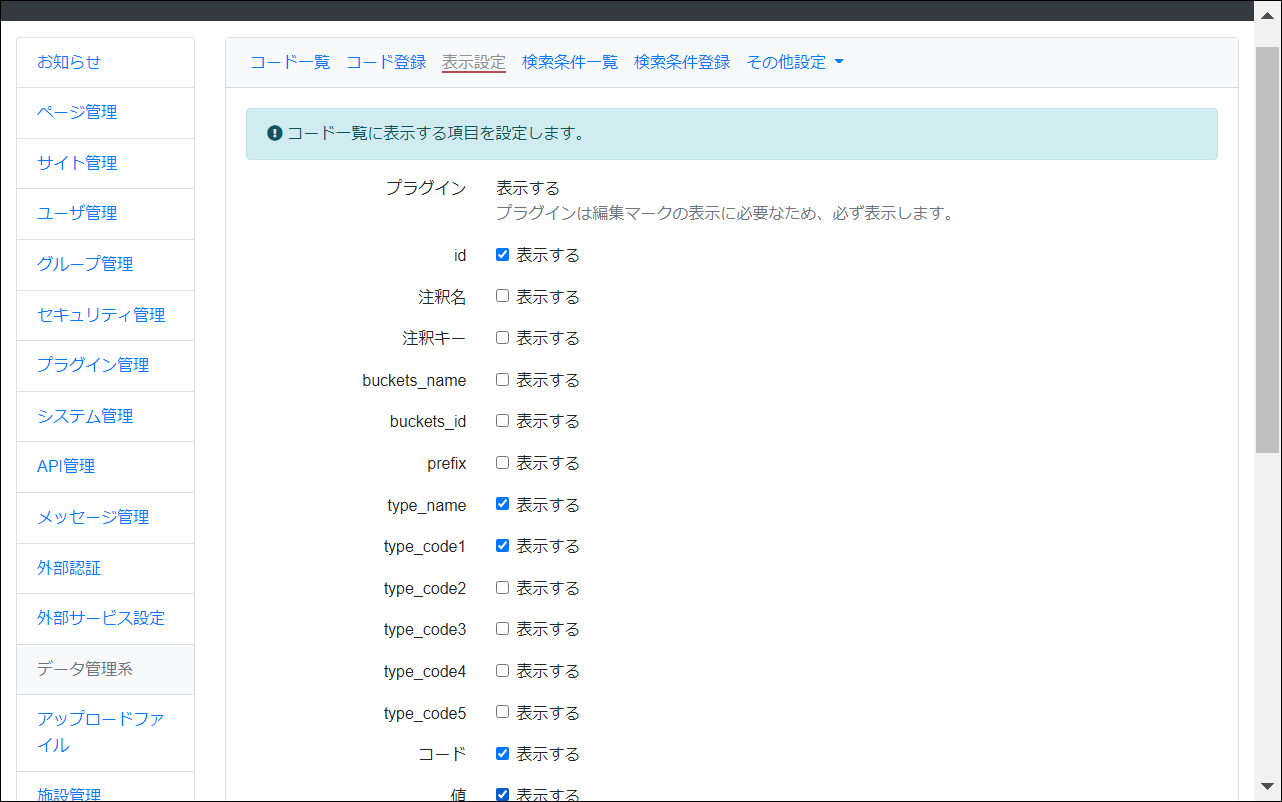 お知らせ
ページ管理
サイト管理
ユーザ管理
グループ管理
セキュリティ管理
プラグイン管理
システム管理
API管理
メッセージ管理
外部認証
外部サービス設定
データ管理系
アップロードファ
イル
施設管理
コード一覧 コード登録 表示設定 検索条件一覧 検索条件登録 その他設定
コード一覧に表示する項目を設定します。
プラグイン 表示する
プラグインは編集マークの表示に必要なため、必ず表示します。
id 表示する
注釈名 表示する
注釈キー 表示する
buckets_name 表示する
buckets_id 表示する
prefix 表示する
type_name 表示する
type_code1 表示する
type_code2 表示する
type_code3 表示する
type_code4 表示する
type_code5 表示する
コード 表示する
値 表示する